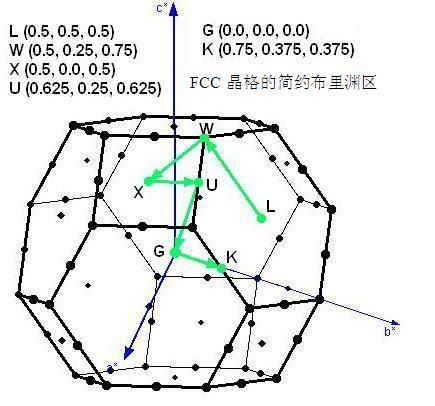 L (0.5, 0.5, 0.5)
W (0.5, 0.25, 0.75)
X (0.5, 0.0, 0.5)
U (0.625, 0.25, 0.625)
G (0.0, 0.0, 0.0)
K (0.75, 0.375, 0.375)
FCC 晶格的简约布里渊区
c*
W
X
U
L
G
K
b*
a*